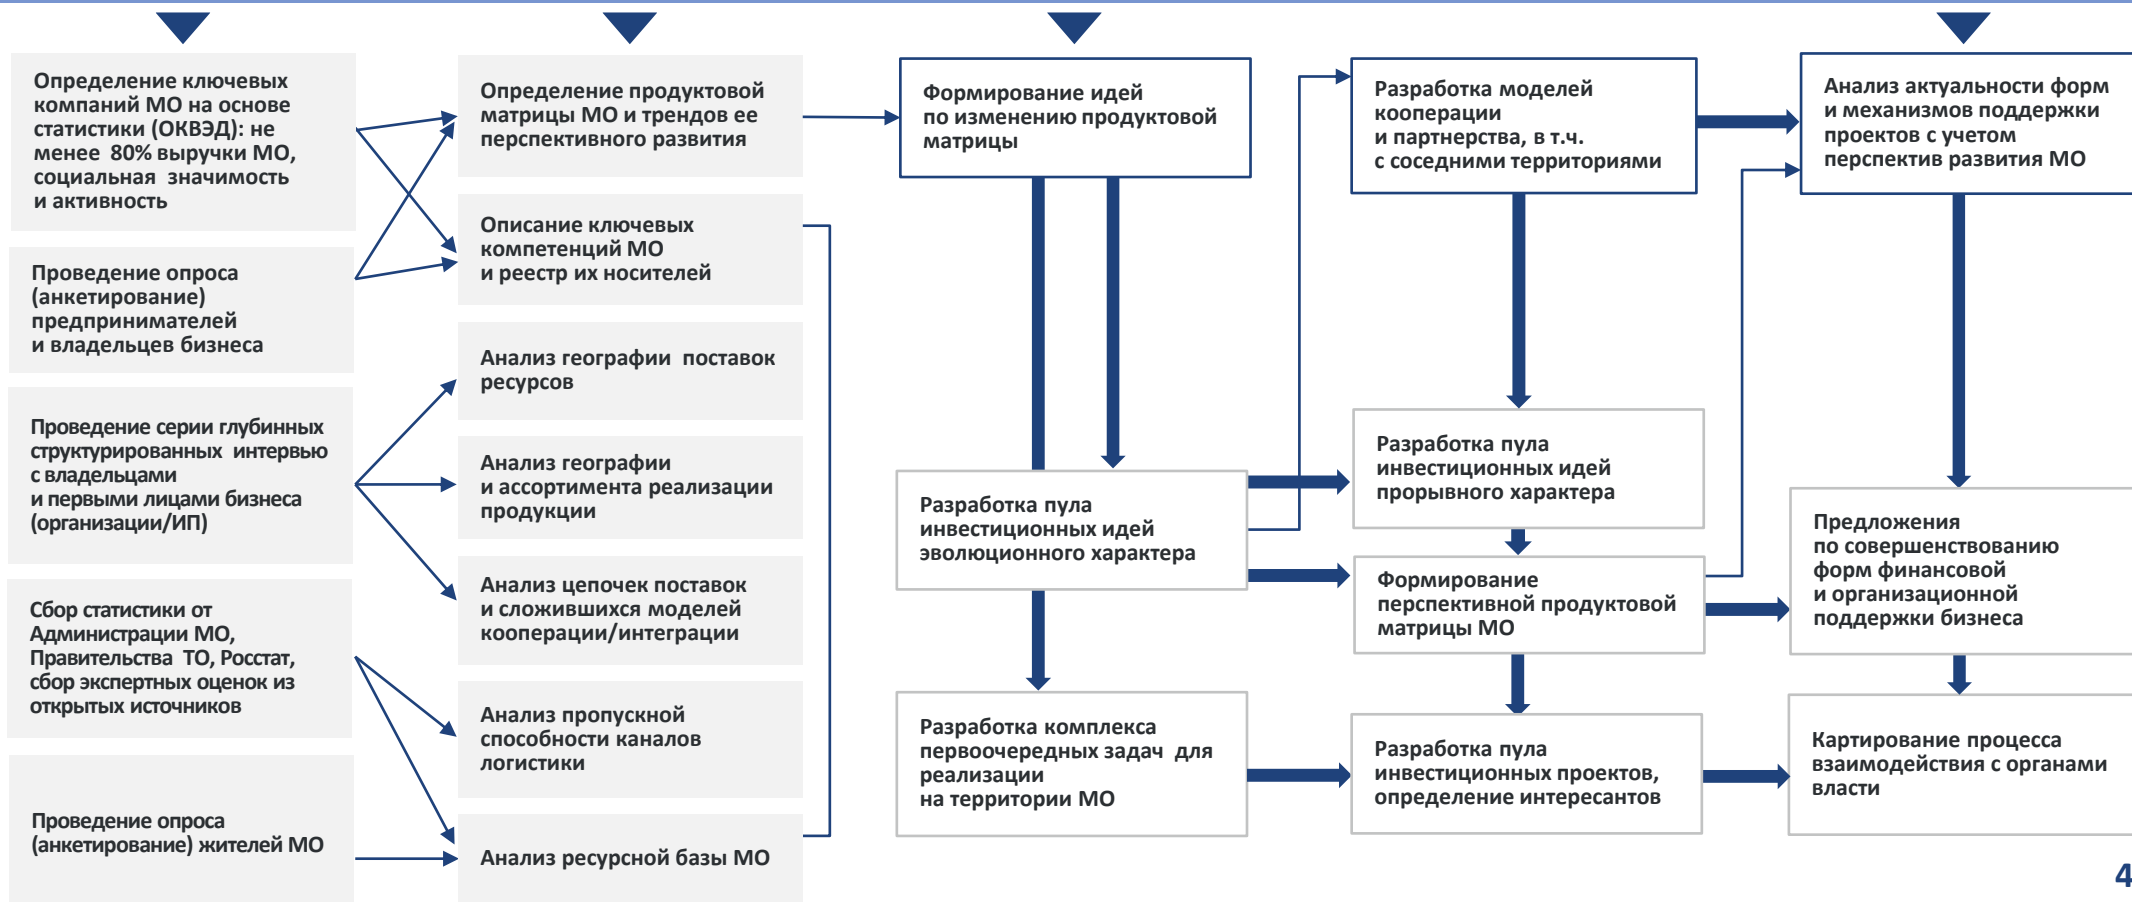 Определение ключевых
компаний МО на основе
статистики (ОКВЭД): не
менее 80% выручки МО,
социальная значимость
и активность
Проведение опроса
(анкетирование)
предпринимателей
и владельцев бизнеса
Проведение серии глубинных
структурированных интервью
с владельцами
и первыми лицами бизнеса
(организации/ИП)
Сбор статистики от
Администрации МО,
Правительства ТО, Росстат,
сбор экспертных оценок из
открытых источников
Проведение опроса
(анкетирование) жителей МО
Определение продуктовой
матрицы МО и трендов ее
перспективного развития
Описание ключевых
компетенций МО
и реестр их носителей
Анализ географии поставок
ресурсов
Анализ географии
и ассортимента реализации
продукции
Анализ цепочек поставок
и сложившихся моделей
кооперации/интеграции
Анализ пропускной
способности каналов
логистики
Анализ ресурсной базы МО
Формирование идей
по изменению продуктовой
матрицы
Разработка пула
инвестиционных идей
эволюционного характера
Разработка комплекса
первоочередных задач для
реализации
на территории МО
Разработка моделей
кооперации
и партнерства, в т.ч.
с соседними территориями
Разработка пула
инвестиционных идей
прорывного характера
Формирование
перспективной продуктовой
матрицы МО
Разработка пула
инвестиционных проектов,
определение интересантов
Анализ актуальности форм
и механизмов поддержки
проектов с учетом
перспектив развития МО
Предложения
по совершенствованию
форм финансовой
и организационной
поддержки бизнеса
Картирование процесса
взаимодействия с органами
власти
4